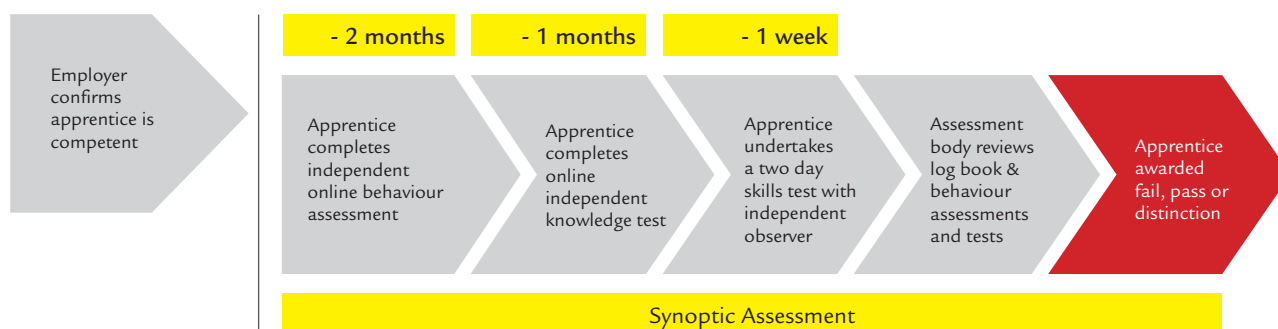 Employer
confirms
apprentice is
competent
- 2 months
- 1 months
- 1 week
Apprentice
completes
independent
online behaviour
assessment
Apprentice
completes
online
independent
knowledge test
Apprentice
undertakes
a two day
skills test with
independent
observer
Assessment
body reviews
log book &
behaviour
assessments
and tests
Apprentice
awarded
fail, pass or
distinction
Synoptic Assessment